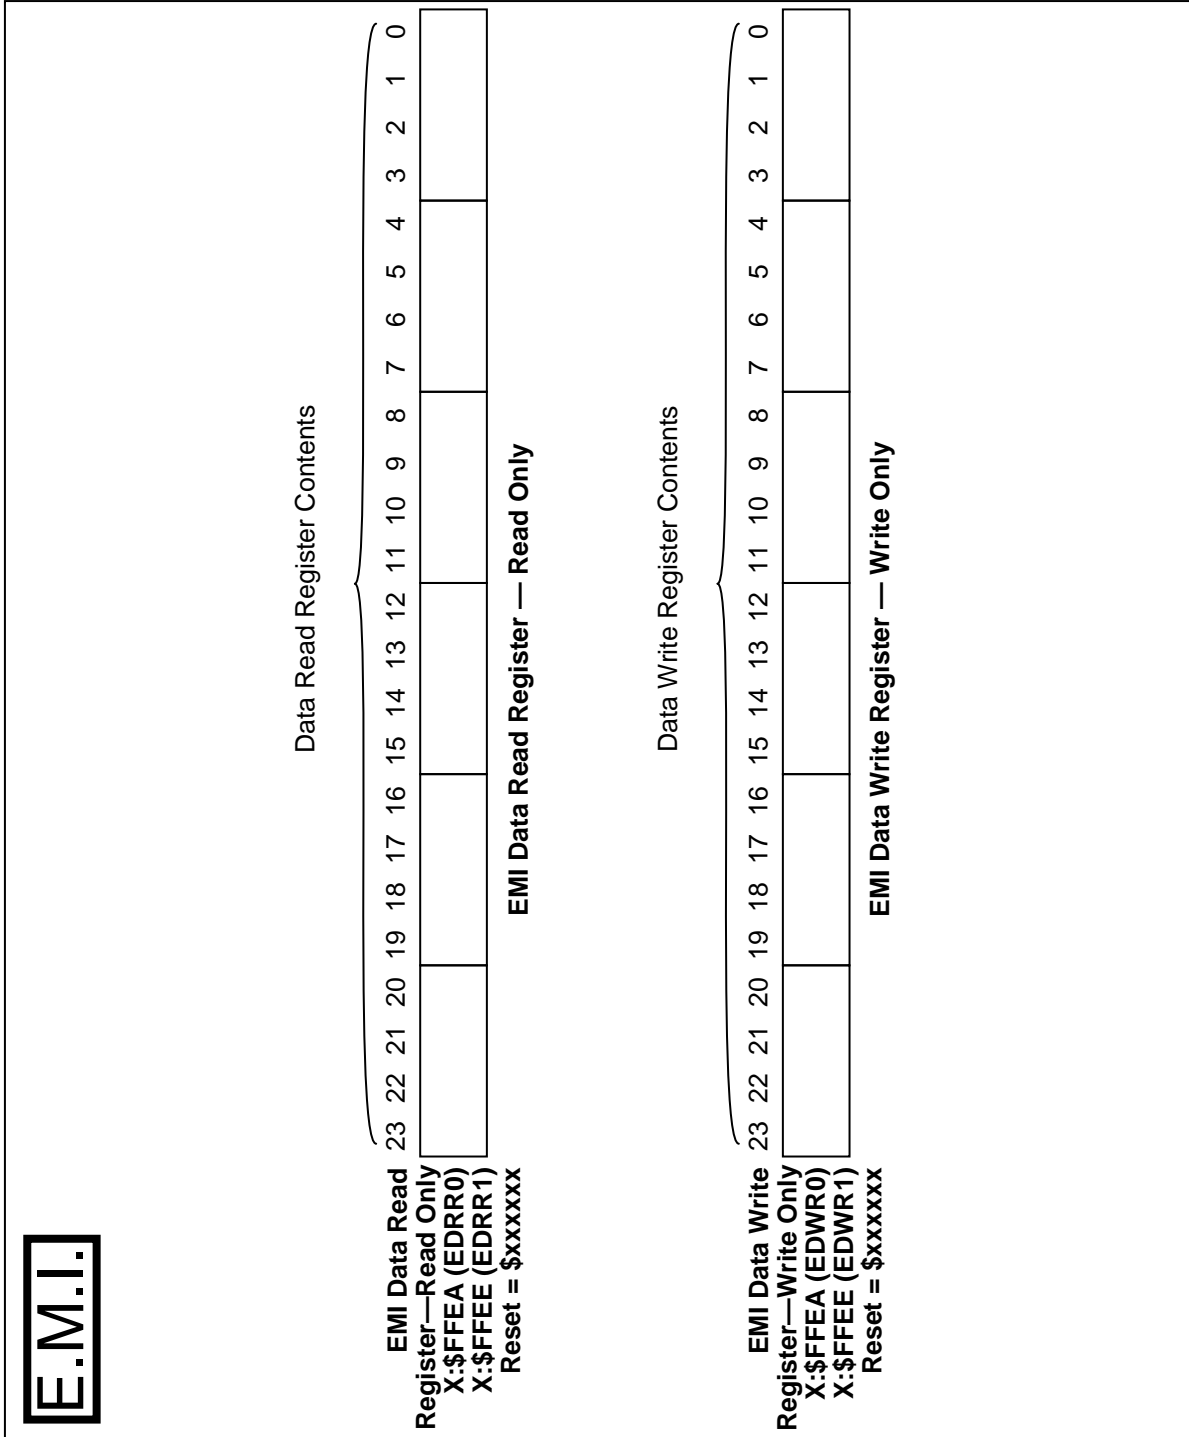 E.M.I.
Data Read Register Contents
23 22 21 20 19 18 17 16 15 14 13 12 11 10 9 8 7 6 5 4 3 2 1 0
EMI Data Read
Register—Read Only
X:$FFEA (EDRR0)
X:$FFEE (EDRR1)
Reset = $xxxxxx
EMI Data Read Register — Read Only
Data Write Register Contents
23 22 21 20 19 18 17 16 15 14 13 12 11 10 9 8 7 6 5 4 3 2 1 0
EMI Data Write
Register—Write Only
X:$FFEA (EDWR0)
X:$FFEE (EDWR1)
Reset = $xxxxxx
EMI Data Write Register — Write Only